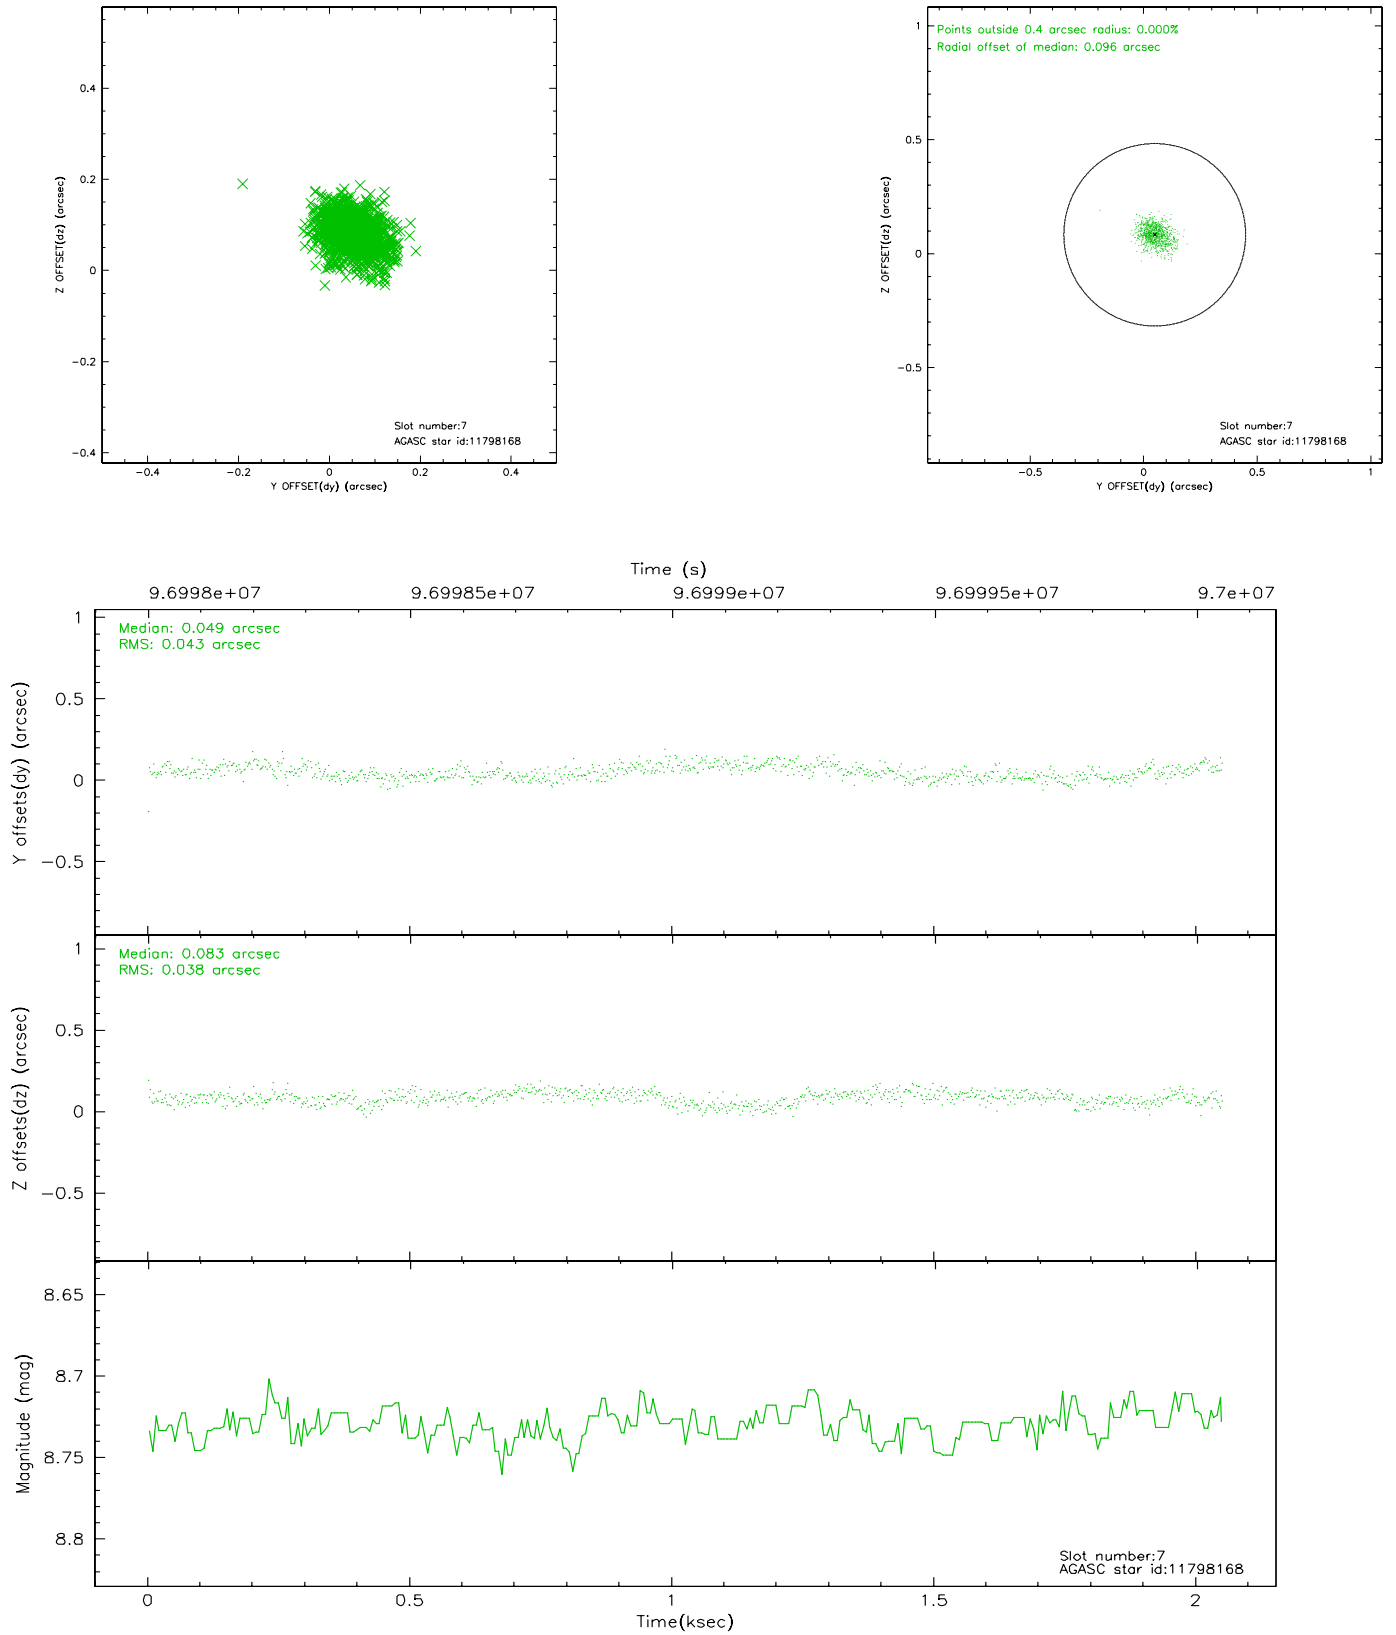 0.4
0.2
0
−0.2
−0.4
Z OFFSET(dz) (arcsec)
Slot number:7
AGASC star id:11798168
−0.4 −0.2 0 0.2 0.4
Y OFFSET(dy) (arcsec)
Points outside 0.4 arcsec radius: 0.000%
Radial offset of median: 0.096 arcsec
1
0.5
0
−0.5
Z OFFSET(dz) (arcsec)
Slot number:7
AGASC star id:11798168
−0.5 0 0.5 1
Y OFFSET(dy) (arcsec)
Time (s)
9.6998e+07 9.69985e+07 9.6999e+07 9.69995e+07 9.7e+07
Median: 0.049 arcsec
RMS: 0.043 arcsec
1
0.5
0
−0.5
Y offsets(dy) (arcsec)
Median: 0.083 arcsec
RMS: 0.038 arcsec
1
0.5
0
−0.5
Z offsets(dz) (arcsec)
8.65
8.7
8.75
8.8
Magnitude (mag)
Slot number:7
AGASC star id:11798168
0 0.5 1 1.5 2
Time(ksec)